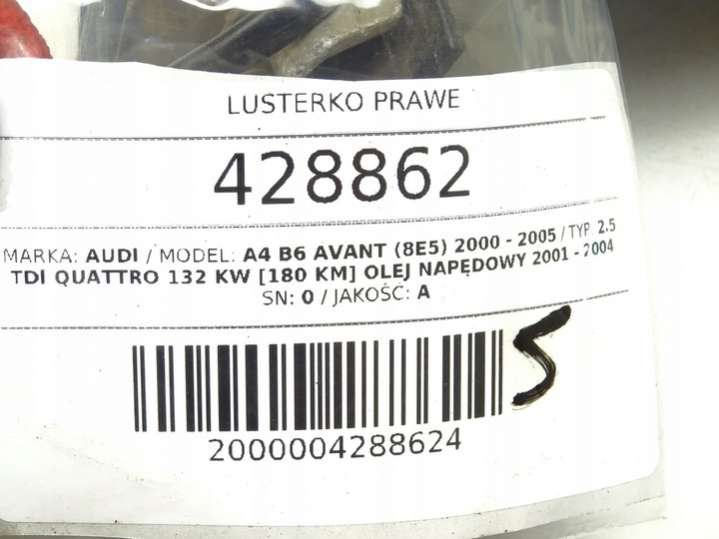 LUSTERKO PRAWE
428862
MARKA: AUDI / MODEL: A4 B6 AVANT (8E5) 2000 - 2005 / TYP: 2.5
TDI QUATTRO 132 KW [180 KM] OLEJ NAPĘDOWY 2001 - 2004
SN: 0 / JAKOŚĆ: A
5
2000004288624